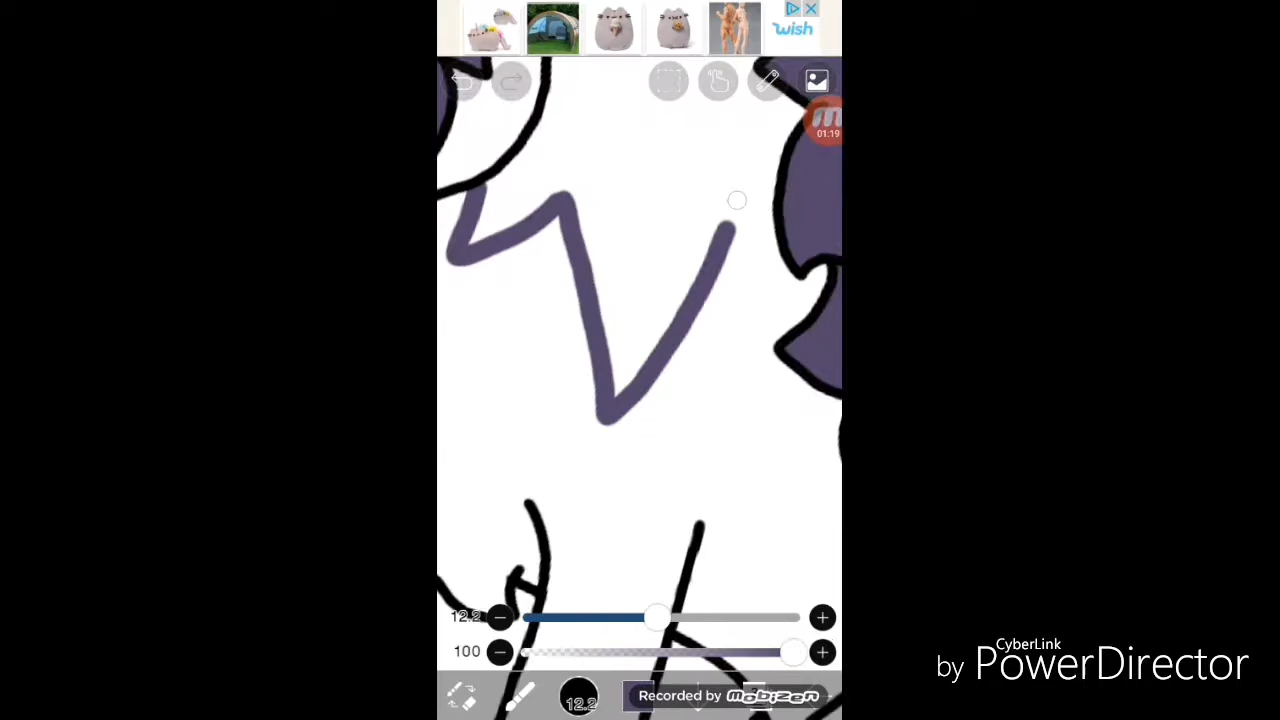 wish
01:19
12.2
100
12.2
Recorded by mobizen
CyberLink
by PowerDirector